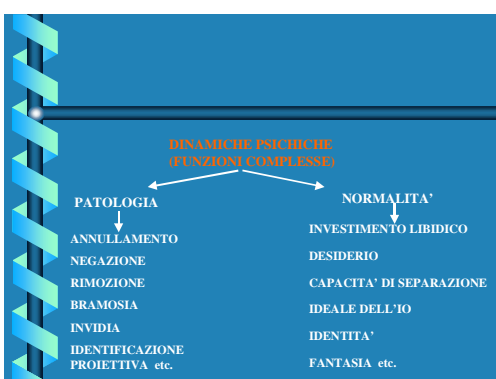 DINAMICHE PSICHICHE
(FUNZIONI COMPLESSE)
PATOLOGIA
ANNULLAMENTO
NEGAZIONE
RIMOZIONE
BRAMOSIA
INVIDIA
IDENTIFICAZIONE
PROIETTIVA etc.
NORMALITA'
INVESTIMENTO LIBIDICO
DESIDERIO
CAPACITA' DI SEPARAZIONE
IDEALE DELL'IO
IDENTITA'
FANTASIA etc.